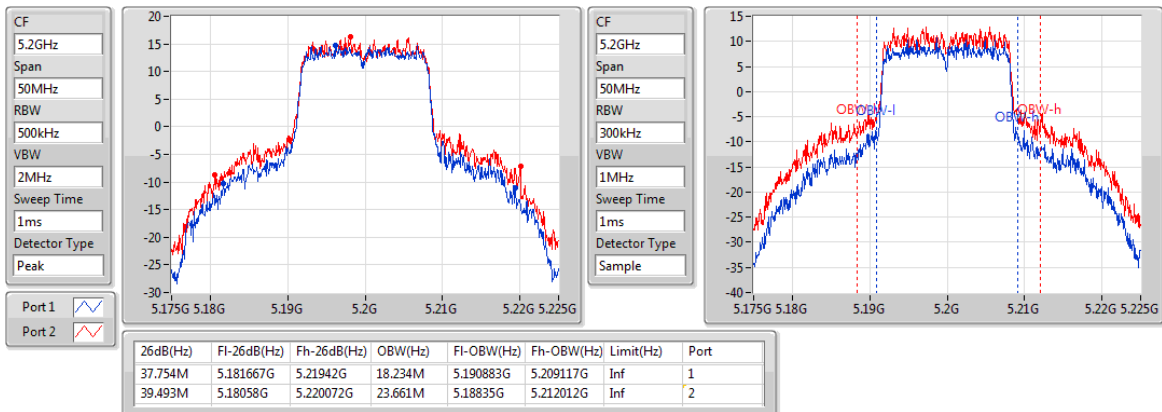 CF
5.2GHz
Span
50MHz
RBW
500kHz
VBW
2MHz
Sweep Time
1ms
Detector Type
Peak
Port 1
Port 2
20
15
10
5
0
-5
-10
-15
-20
-25
-30
5.175G 5.18G 5.19G 5.2G 5.21G 5.22G 5.225G
CF
5.2GHz
Span
50MHz
RBW
300kHz
VBW
1MHz
Sweep Time
1ms
Detector Type
Sample
15
10
5
0
-5
-10
-15
-20
-25
-30
-35
-40
OBW-l
OBW-h
5.175G 5.18G 5.19G 5.2G 5.21G 5.22G 5.225G
26dB(Hz) Fl-26dB(Hz) Fh-26dB(Hz) OBW(Hz) Fl-OBW(Hz) Fh-OBW(Hz) Limit(Hz) Port
37.754M 5.181667G 5.21942G 18.234M 5.190883G 5.209117G Inf 1
39.493M 5.18058G 5.220072G 23.661M 5.18835G 5.212012G Inf 2